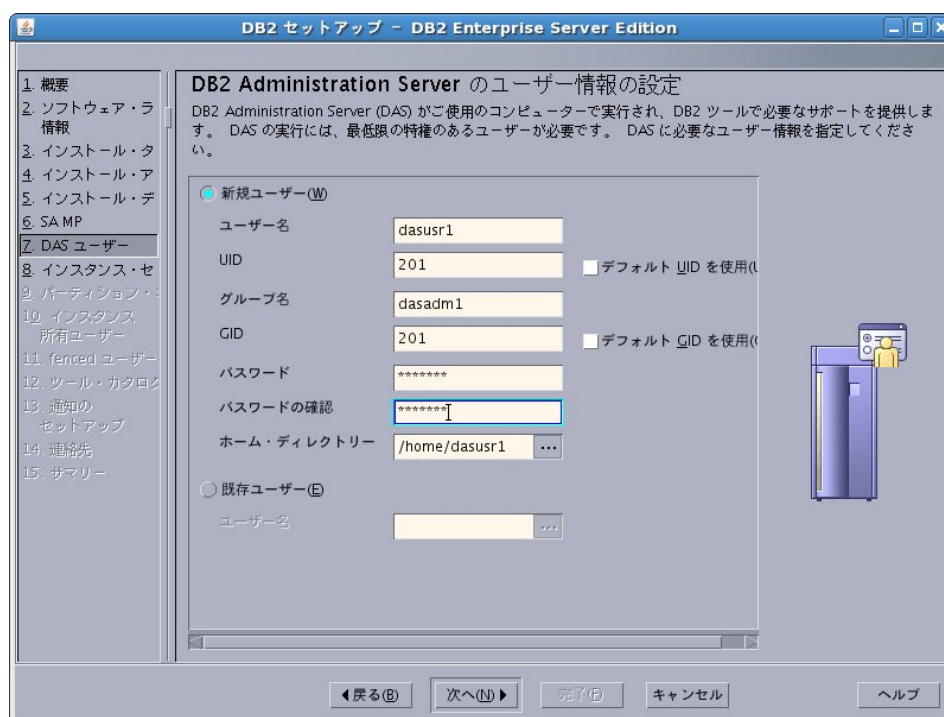 DB2 セットアップ - DB2 Enterprise Server Edition
1. 概要
2. ソフトウェア・ラ
情報
3. インストール・タ
4. インストール・ア
5. インストール・デ
6. SA MP
7. DAS ユーザー
8. インスタンス・セ
9. パーティション・
10. インスタンス
所有ユーザー
11. fenced ユーザー
12. ツール・カタログ
13. 通知の
セットアップ
14. 連絡先
15. サマリー
DB2 Administration Server のユーザー情報の設定
DB2 Administration Server (DAS) がご使用のコンピューターで実行され、DB2 ツールで必要なサポートを提供しま
す。 DAS の実行には、最低限の特権のあるユーザーが必要です。 DAS に必要なユーザー情報を指定してくださ
い。
新規ユーザー(W)
ユーザー名
dasusr1
UID
201
デフォルト UID を使用(U
グループ名
dasadm1
GID
201
デフォルト GID を使用(
パスワード
*******
パスワードの確認
*******
ホーム・ディレクトリー
/home/dasusr1
...
既存ユーザー(E)
ユーザー名
...
戻る(B)
次へ(N)
完了(F)
キャンセル
ヘルプ